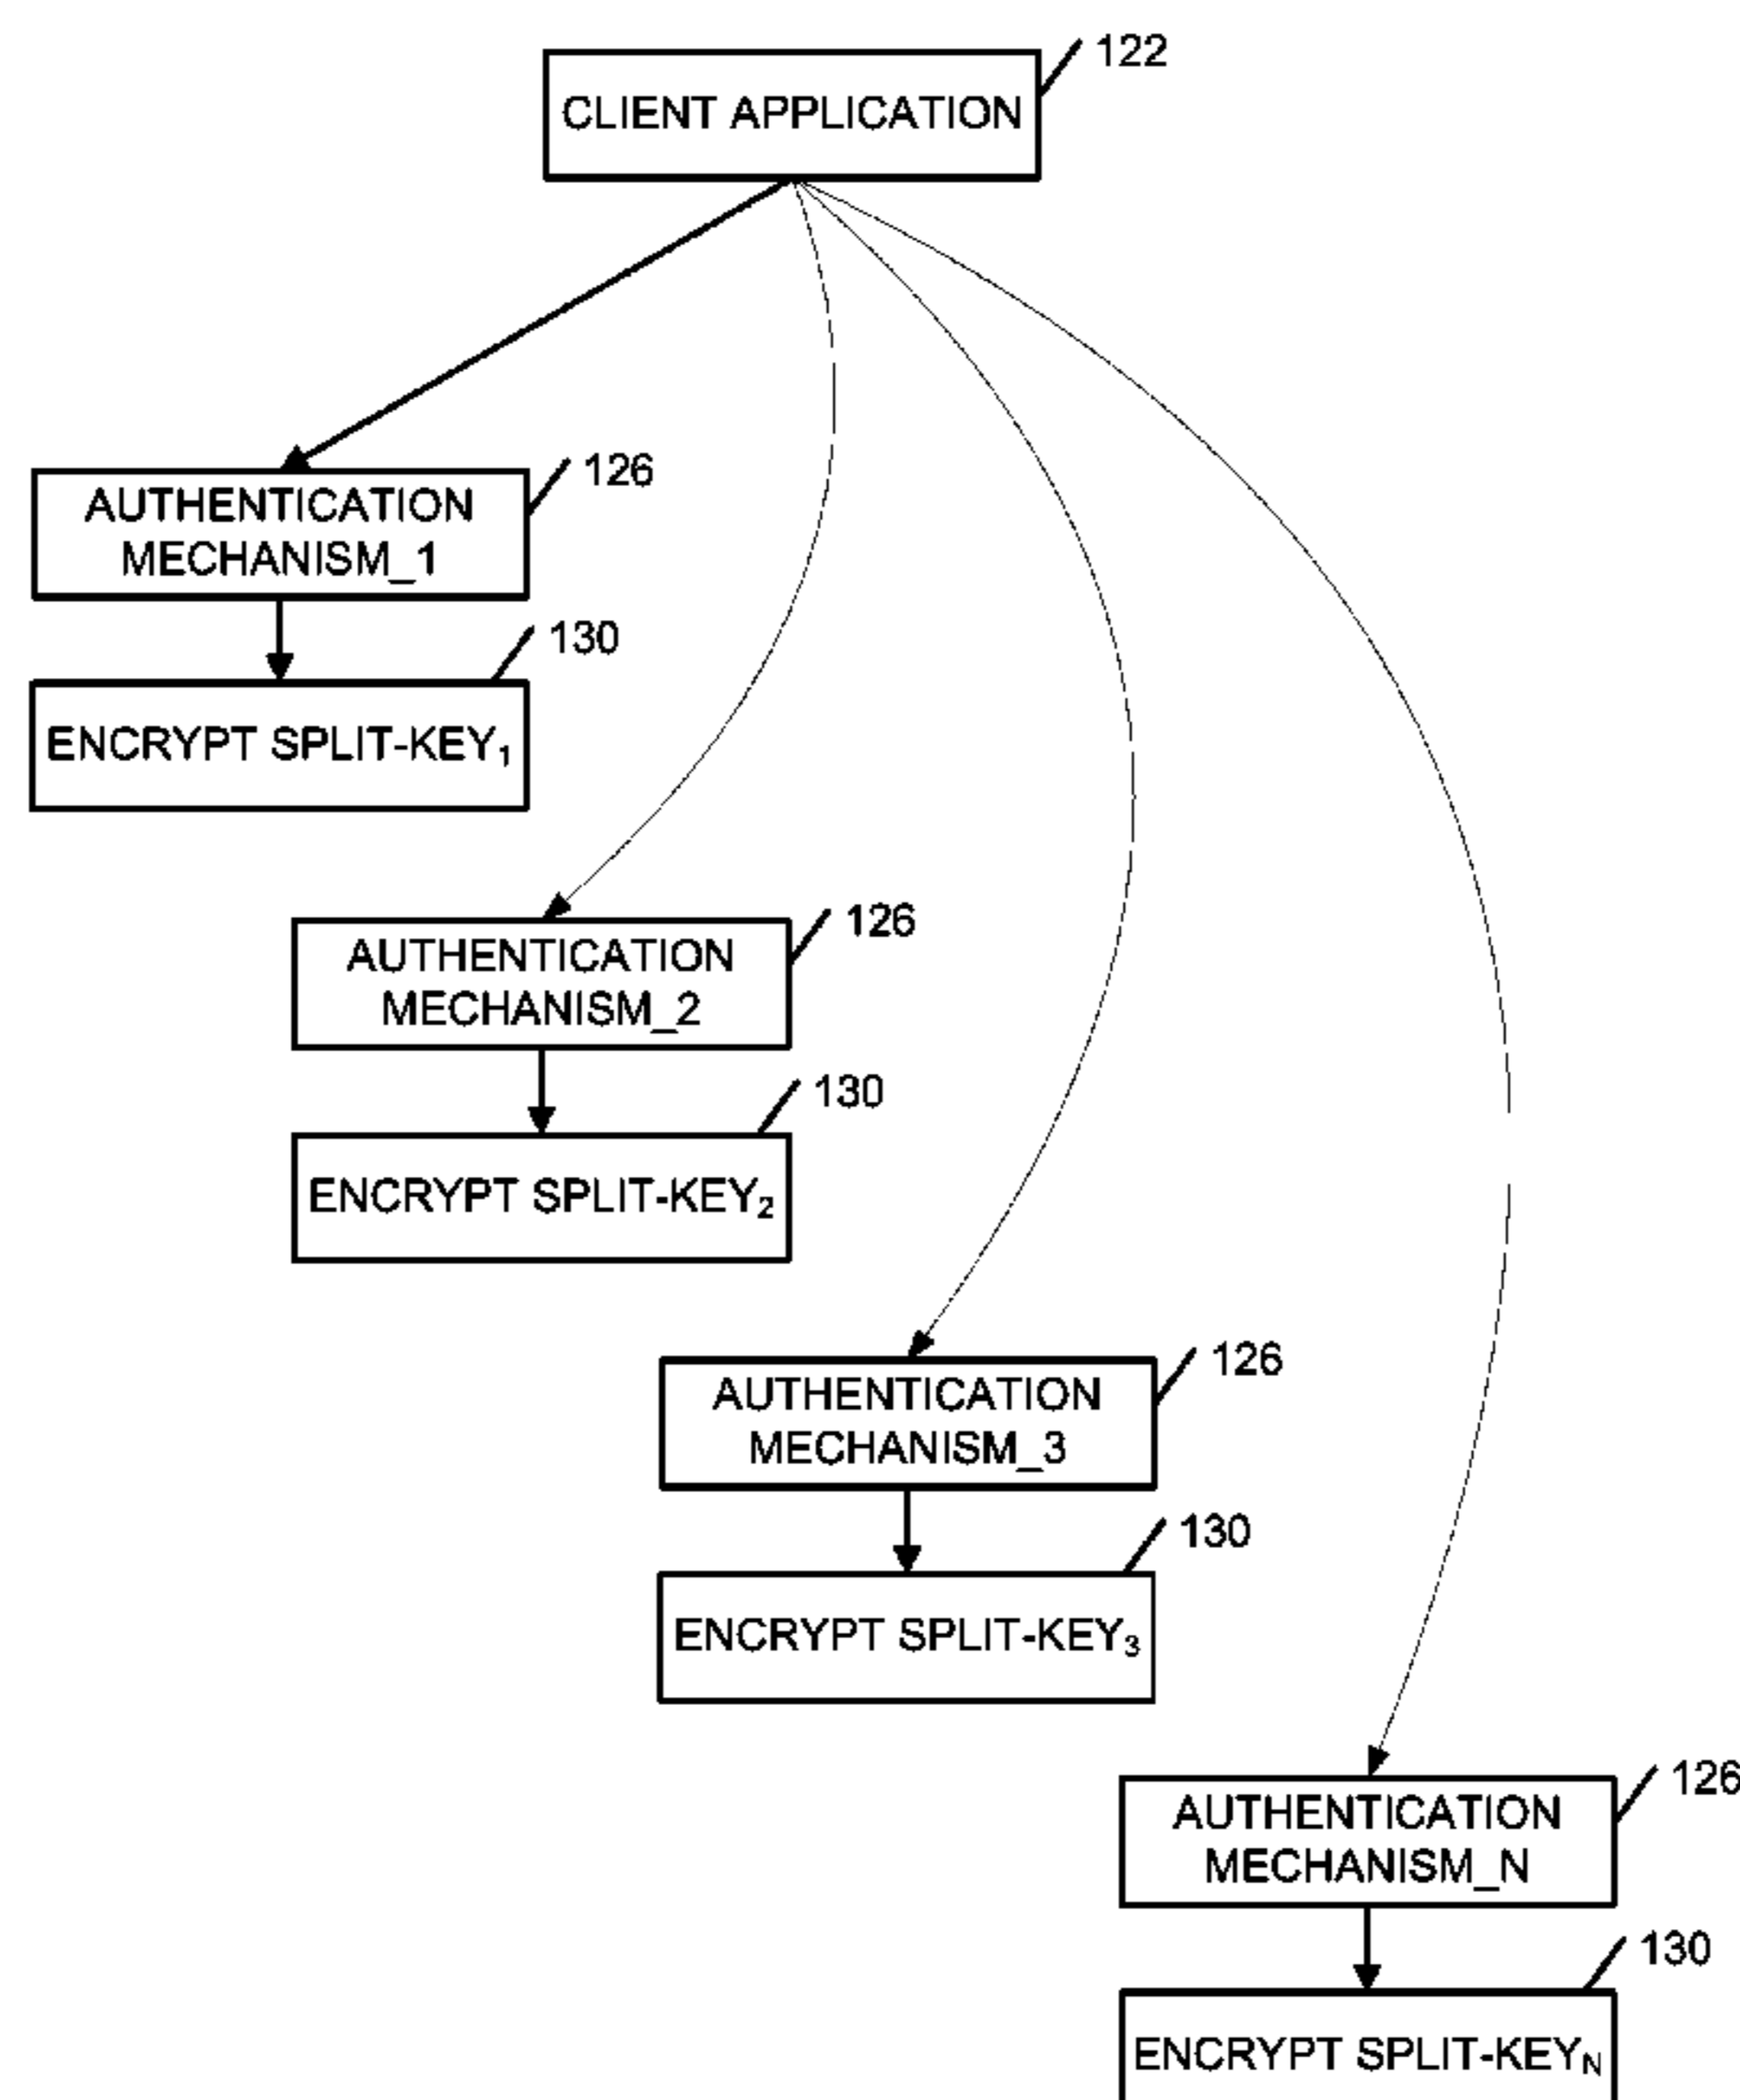 122
CLIENT APPLICATION
126
AUTHENTICATION
MECHANISM_1
130
ENCRYPT SPLIT-KEY₁
126
AUTHENTICATION
MECHANISM_2
130
ENCRYPT SPLIT-KEY₂
126
AUTHENTICATION
MECHANISM_3
130
ENCRYPT SPLIT-KEY₃
126
AUTHENTICATION
MECHANISM_N
130
ENCRYPT SPLIT-KEY_N